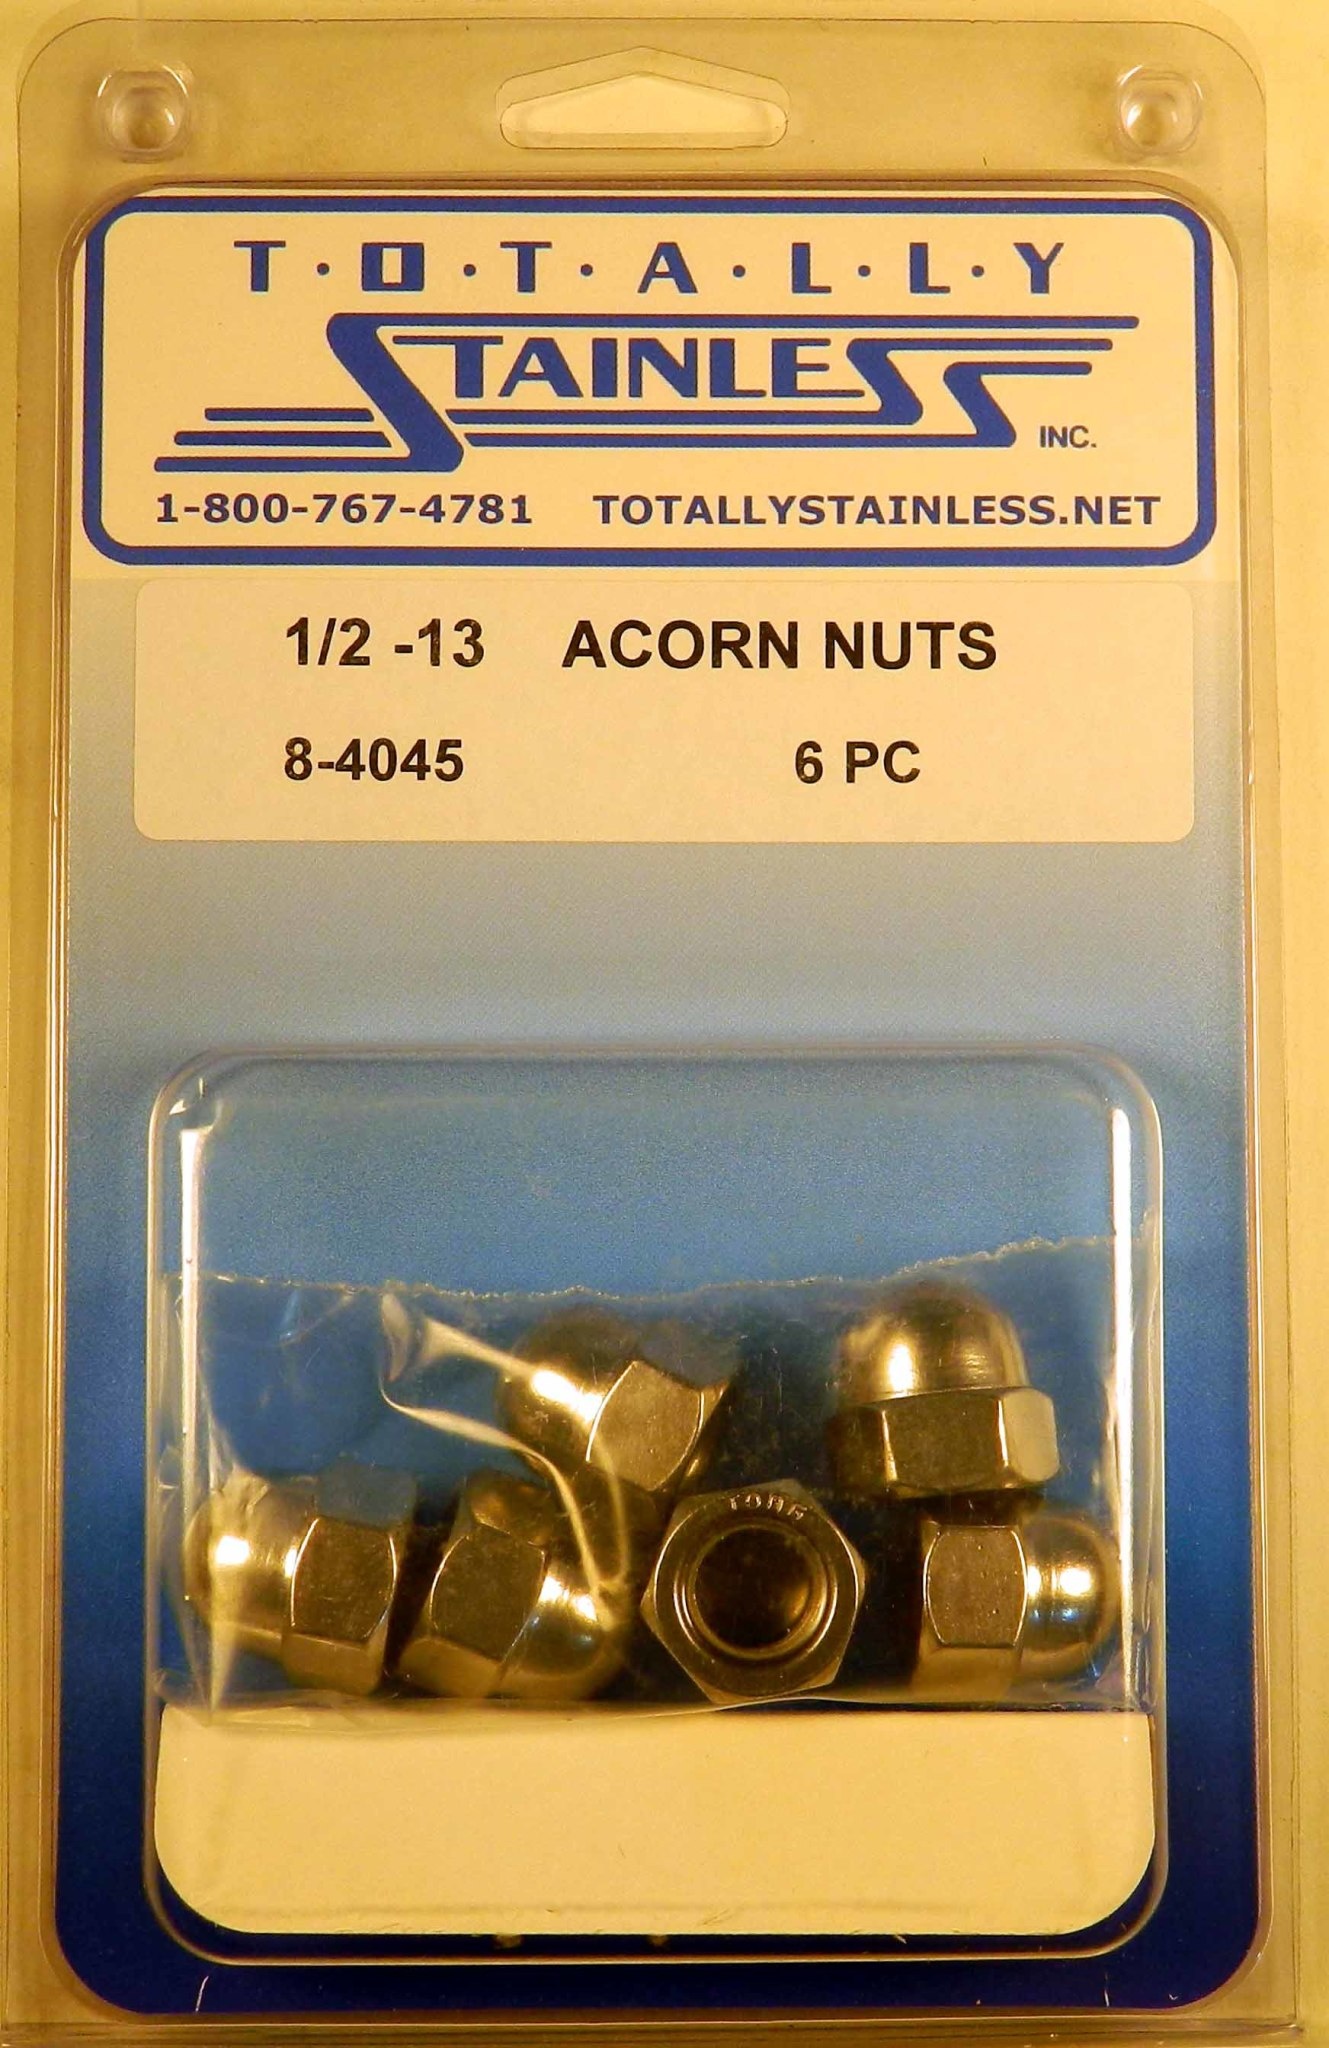 T·O·T·A·L·L·Y
STAINLESS
INC.
1-800-767-4781 TOTALLYSTAINLESS.NET
1/2 -13 ACORN NUTS
8-4045 6 PC